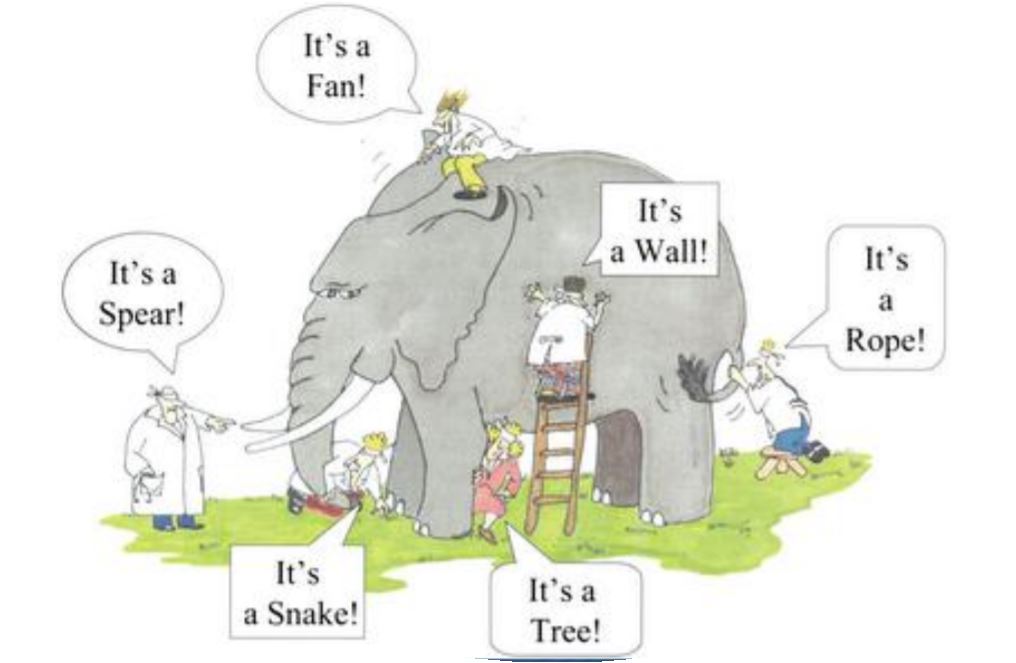 It's a
Fan!
It's
a Wall!
It's
a
Rope!
It's a
Spear!
It's
a Snake!
It's a
Tree!